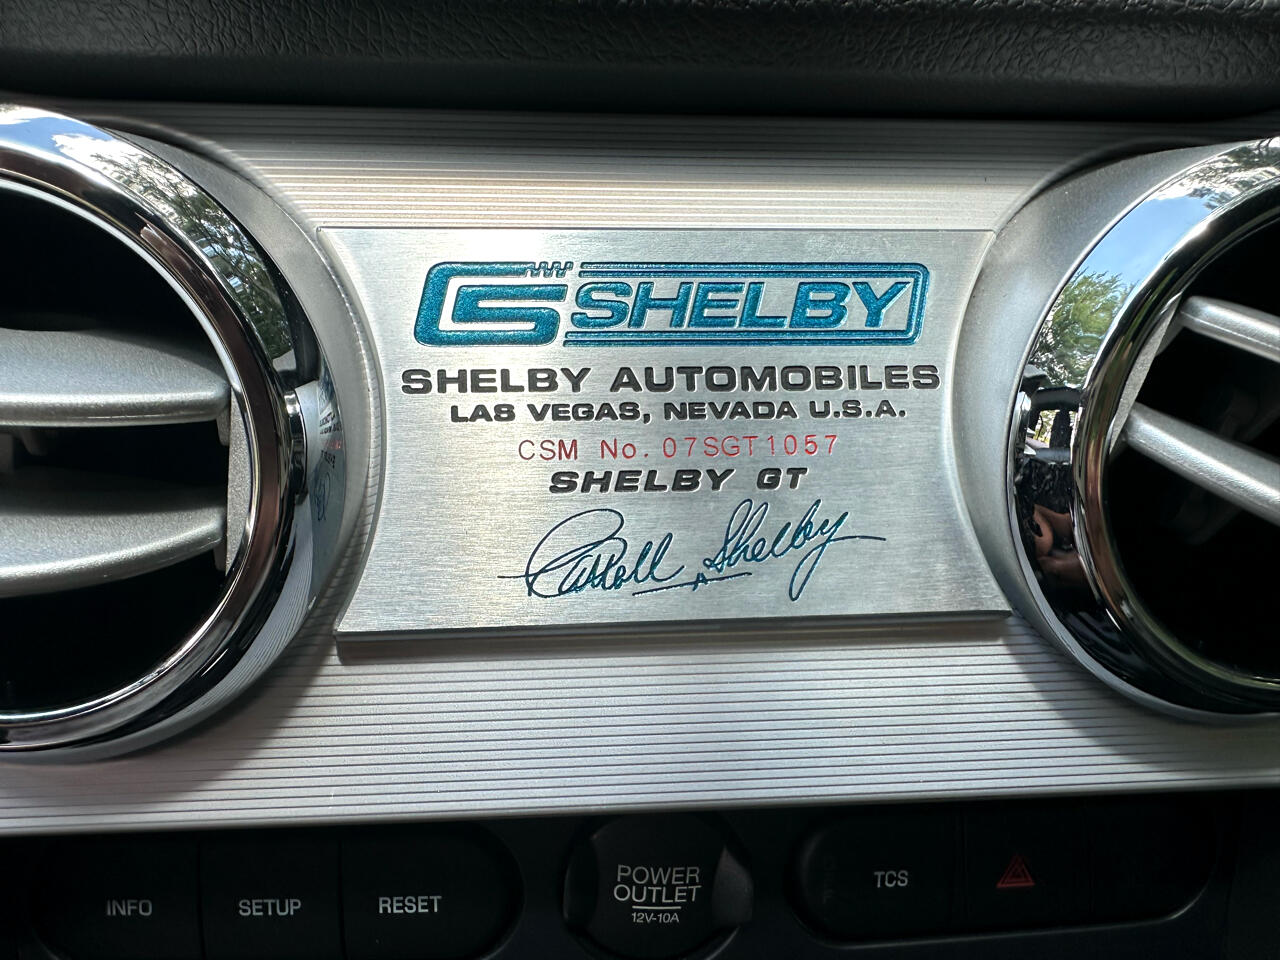 CS SHELBY
SHELBY AUTOMOBILES
LAS VEGAS, NEVADA U.S.A.
CSM No. 07SGT1057
SHELBY GT
Carroll Shelby
INFO SETUP RESET
POWER
OUTLET
12V-10A
TCS